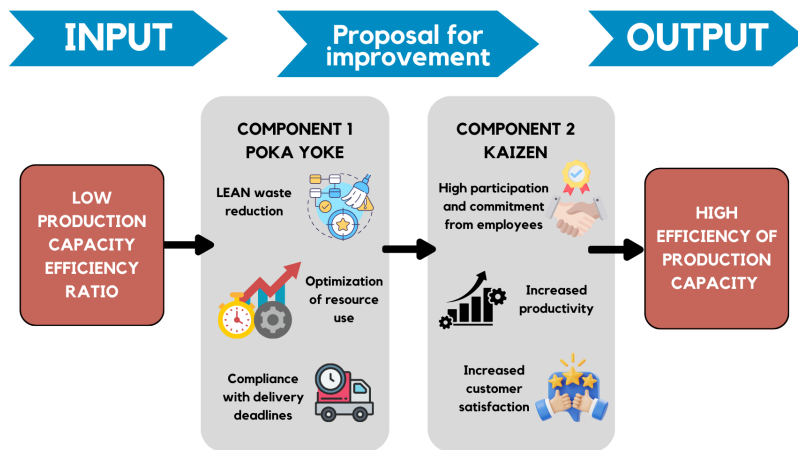 INPUT
Proposal for
improvement
OUTPUT
LOW
PRODUCTION
CAPACITY
EFFICIENCY
RATIO
COMPONENT 1
POKA YOKE
LEAN waste
reduction
Optimization
of resource
use
Compliance
with delivery
deadlines
COMPONENT 2
KAIZEN
High participation
and commitment
from employees
Increased
productivity
Increased
customer
satisfaction
HIGH
EFFICIENCY OF
PRODUCTION
CAPACITY